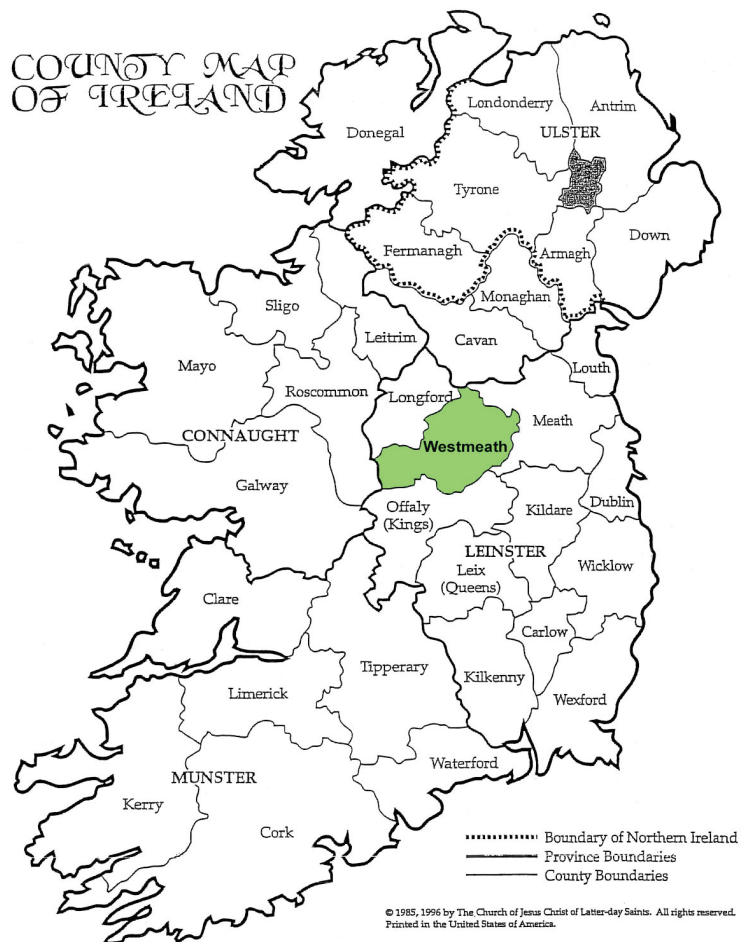 COUNTY MAP
OF IRELAND
Londonderry
Antrim
Donegal
ULSTER
Tyrone
Down
Fermanagh
Armagh
Monaghan
Sligo
Leitrim
Cavan
Louth
Mayo
Roscommon
Longford
Meath
CONNAUGHT
Westmeath
Galway
Offaly
(Kings)
Kildare
Dublin
LEINSTER
Leix
(Queens)
Wicklow
Clare
Carlow
Tipperary
Kilkenny
Limerick
Wexford
Waterford
MUNSTER
Kerry
Cork
Boundary of Northern Ireland
Province Boundaries
County Boundaries
© 1985, 1996 by The Church of Jesus Christ of Latter-day Saints. All rights reserved.
Printed in the United States of America.